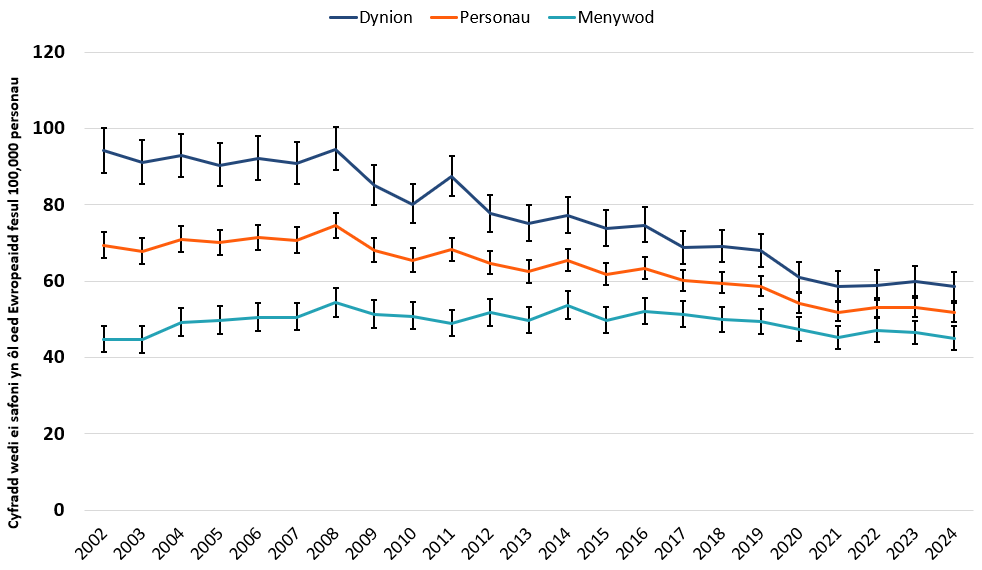 Dynion Personau Menywod
Cyfradd wedi ei safoni yn ôl oed Ewropeaidd fesul 100,000 personau
120
100
80
60
40
20
0
2002 2003 2004 2005 2006 2007 2008 2009 2010 2011 2012 2013 2014 2015 2016 2017 2018 2019 2020 2021 2022 2023 2024